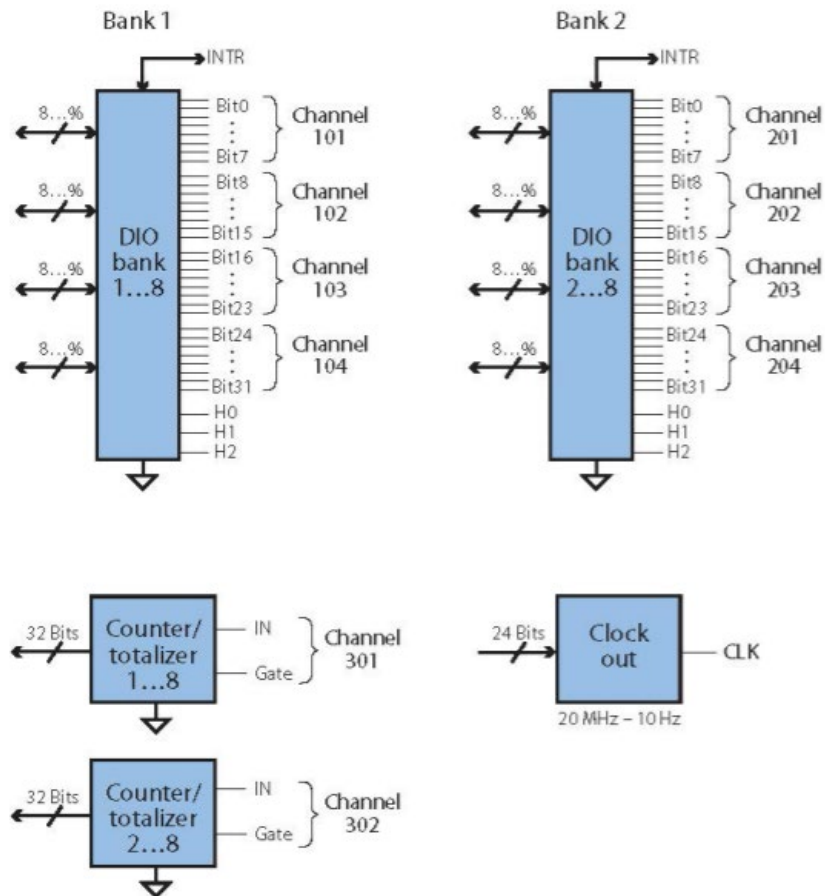 Bank 1
INTR
8...%
8...%
8...%
8...%
DIO
bank
1...8
Bit0
Bit7
Channel
101
Bit8
Bit15
Channel
102
Bit16
Bit23
Channel
103
Bit24
Bit31
Channel
104
H0
H1
H2
Bank 2
INTR
8...%
8...%
8...%
8...%
DIO
bank
2...8
Bit0
Bit7
Channel
201
Bit8
Bit15
Channel
202
Bit16
Bit23
Channel
203
Bit24
Bit31
Channel
204
H0
H1
H2
32 Bits
Counter/
totalizer
1...8
IN
Gate
Channel
301
24 Bits
Clock
out
CLK
20 MHz – 10 Hz
32 Bits
Counter/
totalizer
2...8
IN
Gate
Channel
302